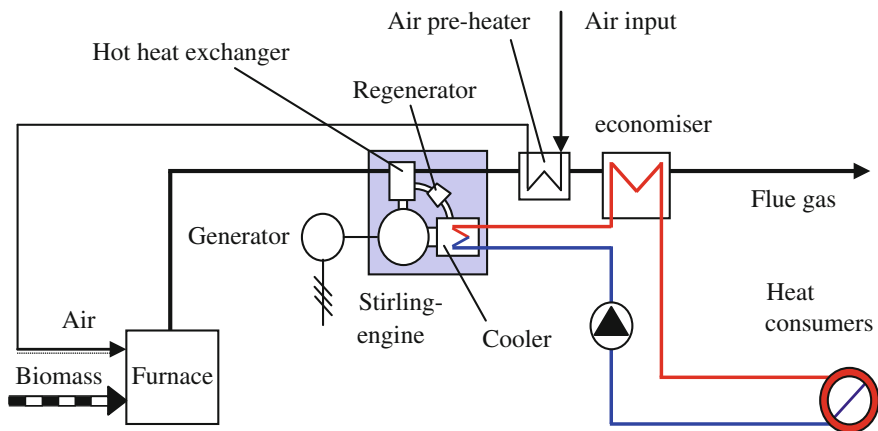 Air pre-heater
Air input
Hot heat exchanger
Regenerator
economiser
Flue gas
Generator
Stirling-
engine
Cooler
Heat
consumers
Air
Biomass
Furnace